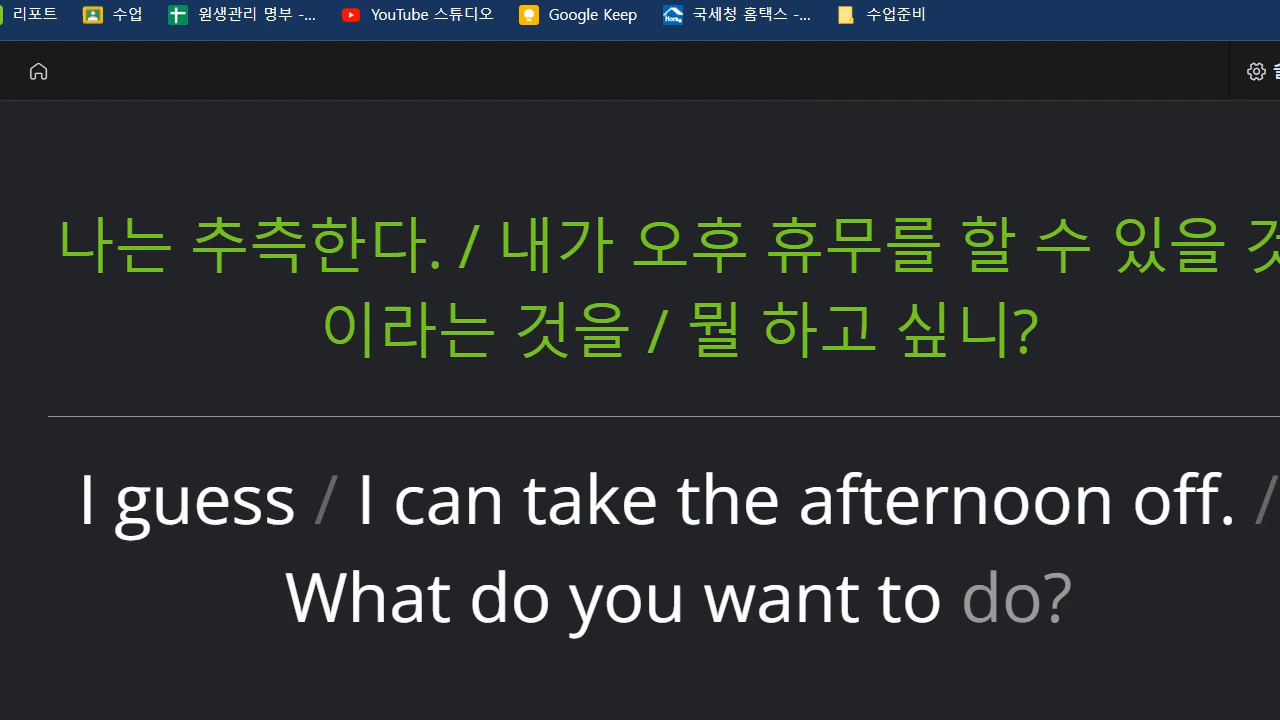 리포트 수업 원생관리 명부 -... YouTube 스튜디오 Google Keep 국세청 홈택스 -... 수업준비
나는 추측한다. / 내가 오후 휴무를 할 수 있을 것
이라는 것을 / 뭘 하고 싶니?
I guess / I can take the afternoon off. /
What do you want to do?